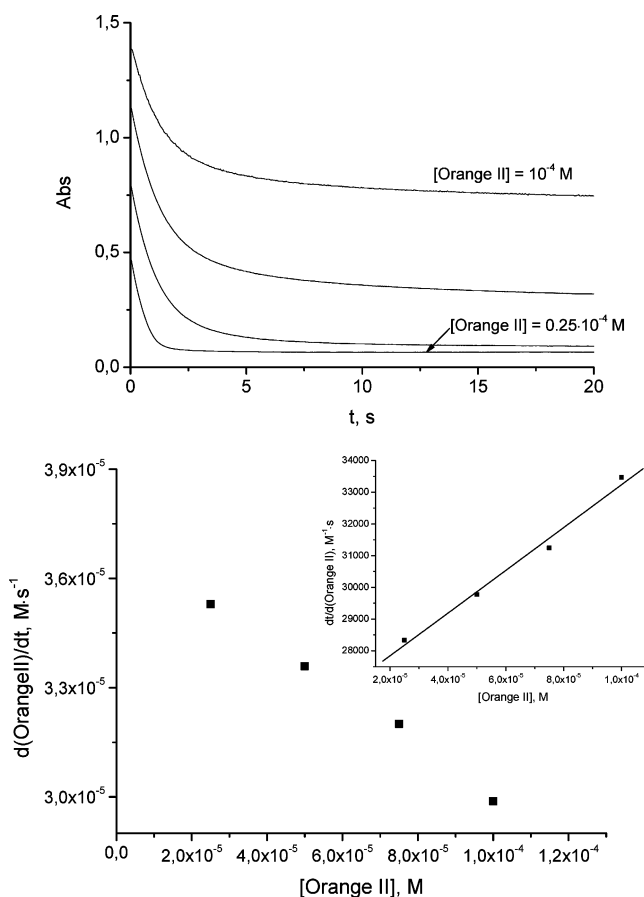 1,5
1,0
0,5
0,0
Abs
[Orange II] = 10⁻⁴ M
[Orange II] = 0.25·10⁻⁴ M
0
5
10
15
20
t, s
3,9x10⁻⁵
3,6x10⁻⁵
3,3x10⁻⁵
3,0x10⁻⁵
d(OrangeII)/dt, M·s⁻¹
34000
33000
32000
31000
30000
29000
28000
dt/d(Orange II), M⁻¹·s
2,0x10⁻⁵
4,0x10⁻⁵
6,0x10⁻⁵
8,0x10⁻⁵
1,0x10⁻⁴
[Orange II], M
0,0
2,0x10⁻⁵
4,0x10⁻⁵
6,0x10⁻⁵
8,0x10⁻⁵
1,0x10⁻⁴
1,2x10⁻⁴
[Orange II], M